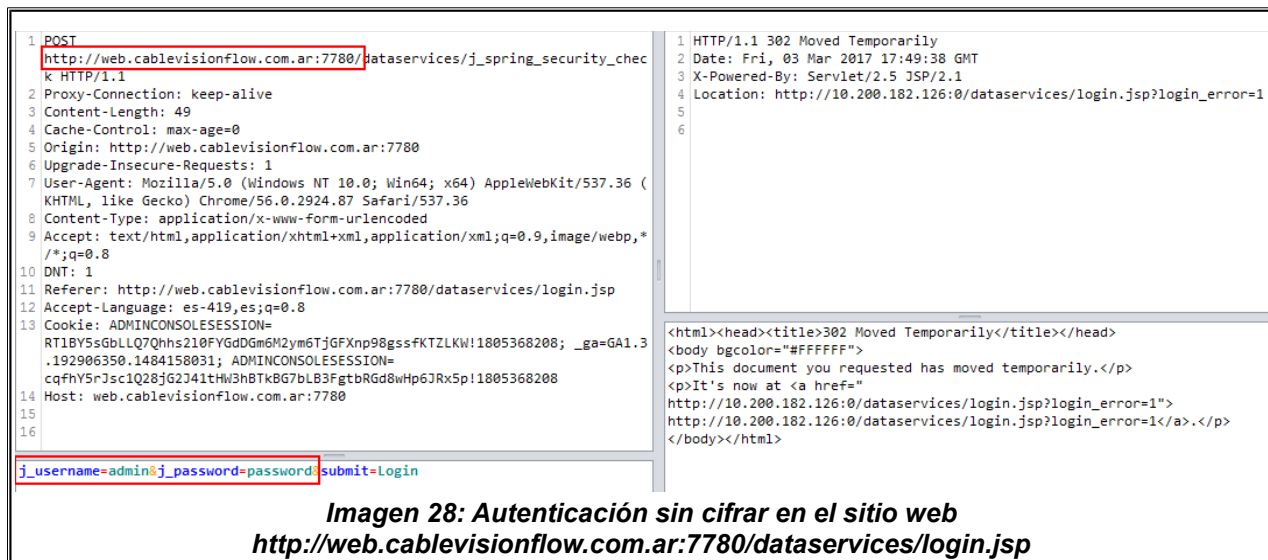 1 POST
http://web.cablevisionflow.com.ar:7780/dataservices/j_spring_security_chec
k HTTP/1.1
2 Proxy-Connection: keep-alive
3 Content-Length: 49
4 Cache-Control: max-age=0
5 Origin: http://web.cablevisionflow.com.ar:7780
6 Upgrade-Insecure-Requests: 1
7 User-Agent: Mozilla/5.0 (Windows NT 10.0; Win64; x64) AppleWebKit/537.36 (
KHTML, like Gecko) Chrome/56.0.2924.87 Safari/537.36
8 Content-Type: application/x-www-form-urlencoded
9 Accept: text/html,application/xhtml+xml,application/xml;q=0.9,image/webp,*
/*;q=0.8
10 DNT: 1
11 Referer: http://web.cablevisionflow.com.ar:7780/dataservices/login.jsp
12 Accept-Language: es-419,es;q=0.8
13 Cookie: ADMINCONSOLESESSION=
RTlBY5sGbLLQ7Qhhs2l0FYGdDGm6M2ym6TjGFXnp98gssfKTZLKW!1805368208; _ga=GA1.3
.192906350.1484158031; ADMINCONSOLESESSION=
cqfhY5rJsc1Q28jG2J41tHW3hBTkBG7bLB3FgtbRGd8wHp6JRx5p!1805368208
14 Host: web.cablevisionflow.com.ar:7780
15
16
j_username=admin&j_password=password&submit=Login
1 HTTP/1.1 302 Moved Temporarily
2 Date: Fri, 03 Mar 2017 17:49:38 GMT
3 X-Powered-By: Servlet/2.5 JSP/2.1
4 Location: http://10.200.182.126:0/dataservices/login.jsp?login_error=1
5
6
<html><head><title>302 Moved Temporarily</title></head>
<body bgcolor="#FFFFFF">
<p>This document you requested has moved temporarily.</p>
<p>It's now at <a href="
http://10.200.182.126:0/dataservices/login.jsp?login_error=1">
http://10.200.182.126:0/dataservices/login.jsp?login_error=1</a>.</p>
</body></html>
Imagen 28: Autenticación sin cifrar en el sitio web
http://web.cablevisionflow.com.ar:7780/dataservices/login.jsp